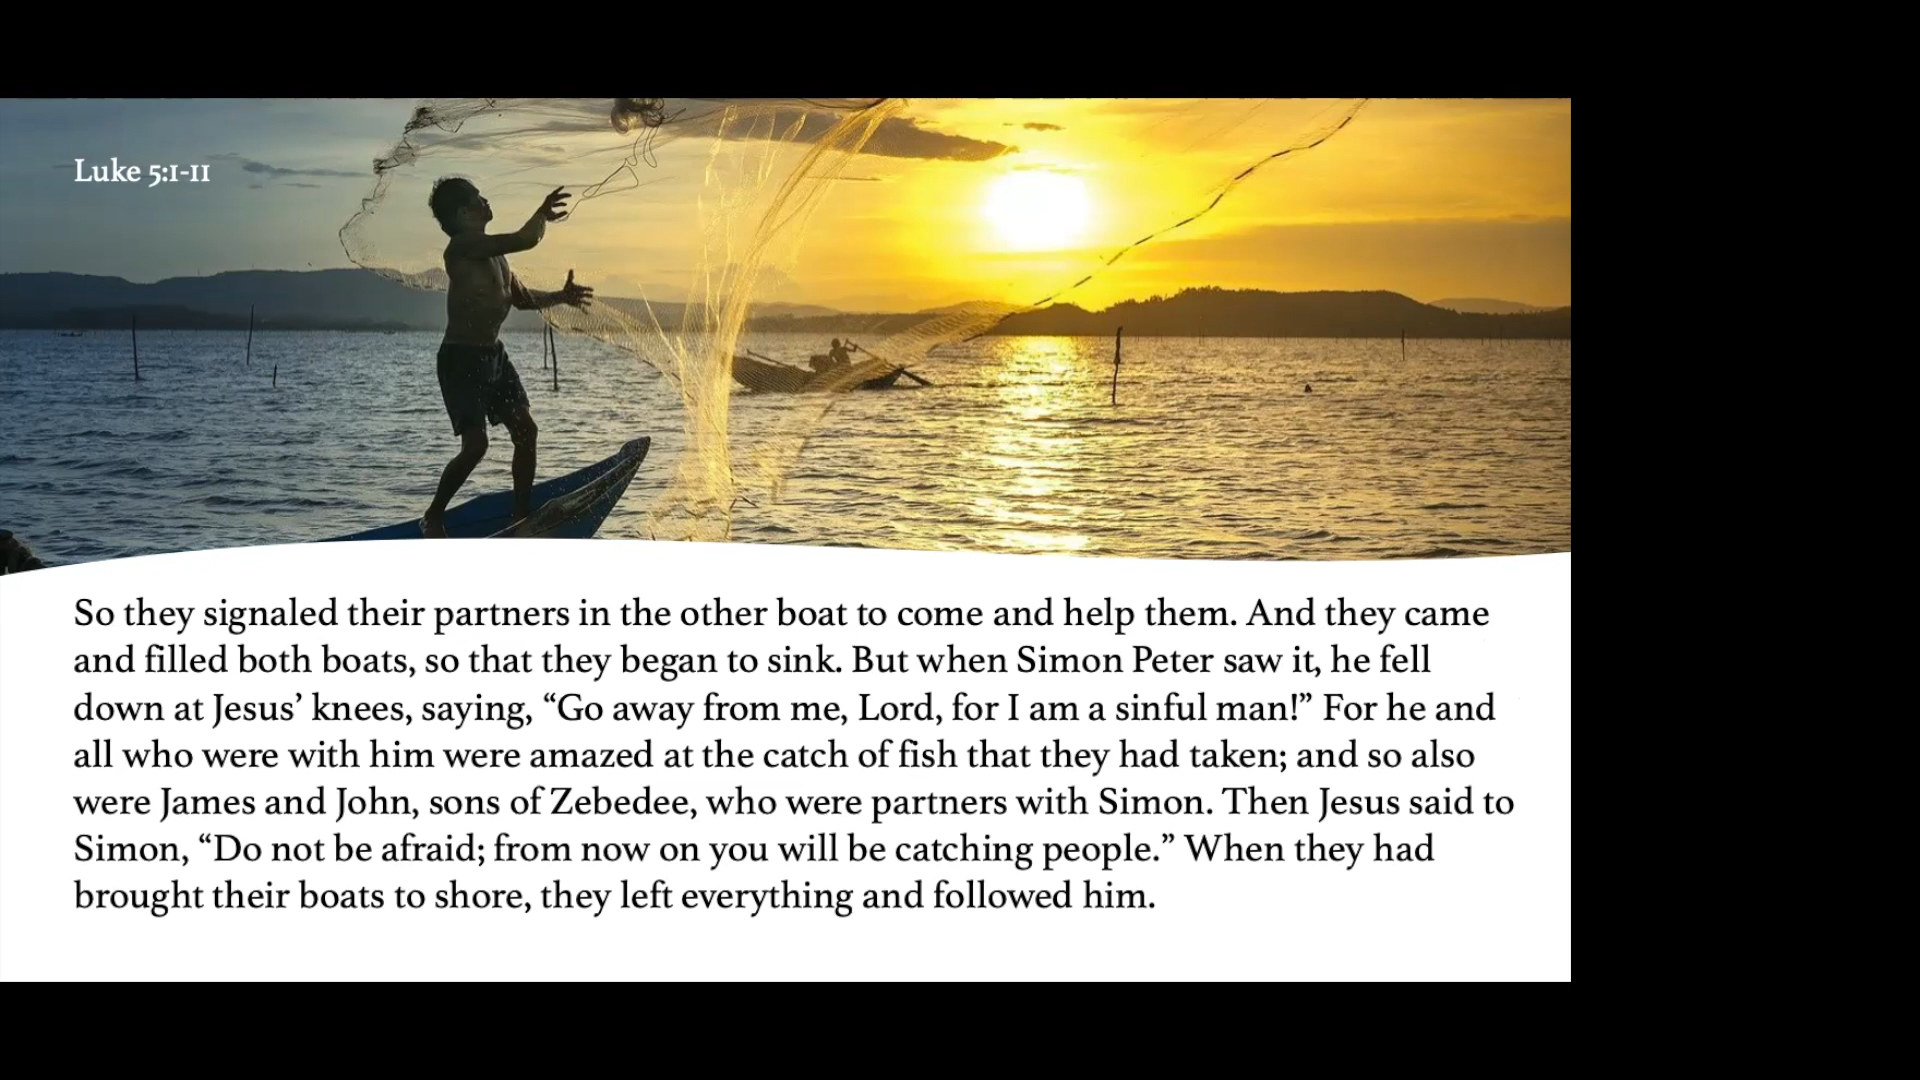 Luke 5:1-11
So they signaled their partners in the other boat to come and help them. And they came
and filled both boats, so that they began to sink. But when Simon Peter saw it, he fell
down at Jesus’ knees, saying, “Go away from me, Lord, for I am a sinful man!” For he and
all who were with him were amazed at the catch of fish that they had taken; and so also
were James and John, sons of Zebedee, who were partners with Simon. Then Jesus said to
Simon, “Do not be afraid; from now on you will be catching people.” When they had
brought their boats to shore, they left everything and followed him.